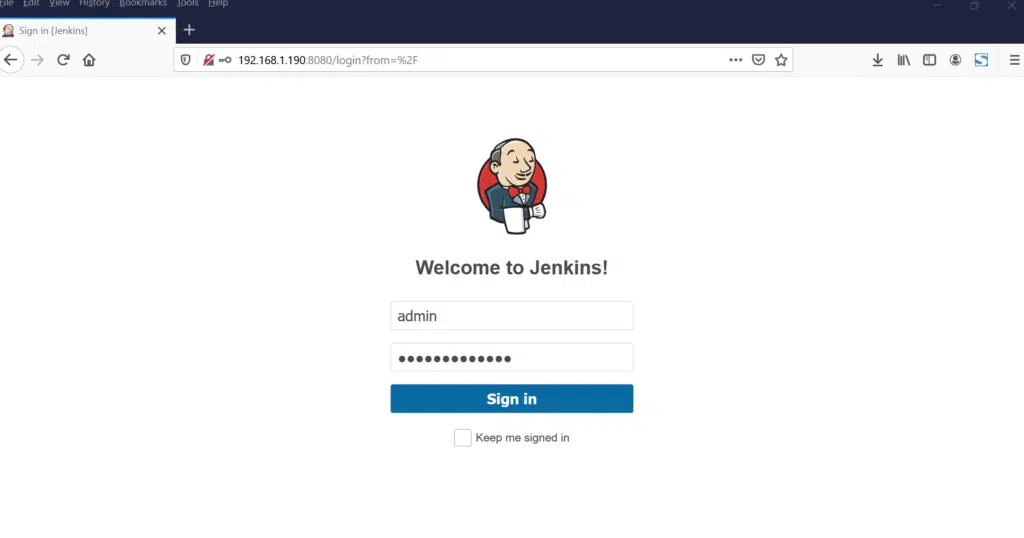 File Edit View History Bookmarks Tools Help
Sign in [Jenkins]
192.168.1.190:8080/login?from=%2F
Welcome to Jenkins!
admin
●●●●●●●●●●●●●
Sign in
Keep me signed in